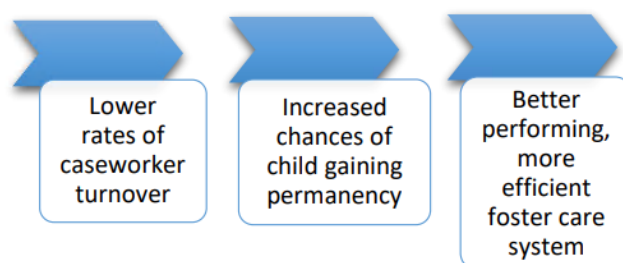 Lower
rates of
caseworker
turnover
Increased
chances of
child gaining
permanency
Better
performing,
more
efficient
foster care
system